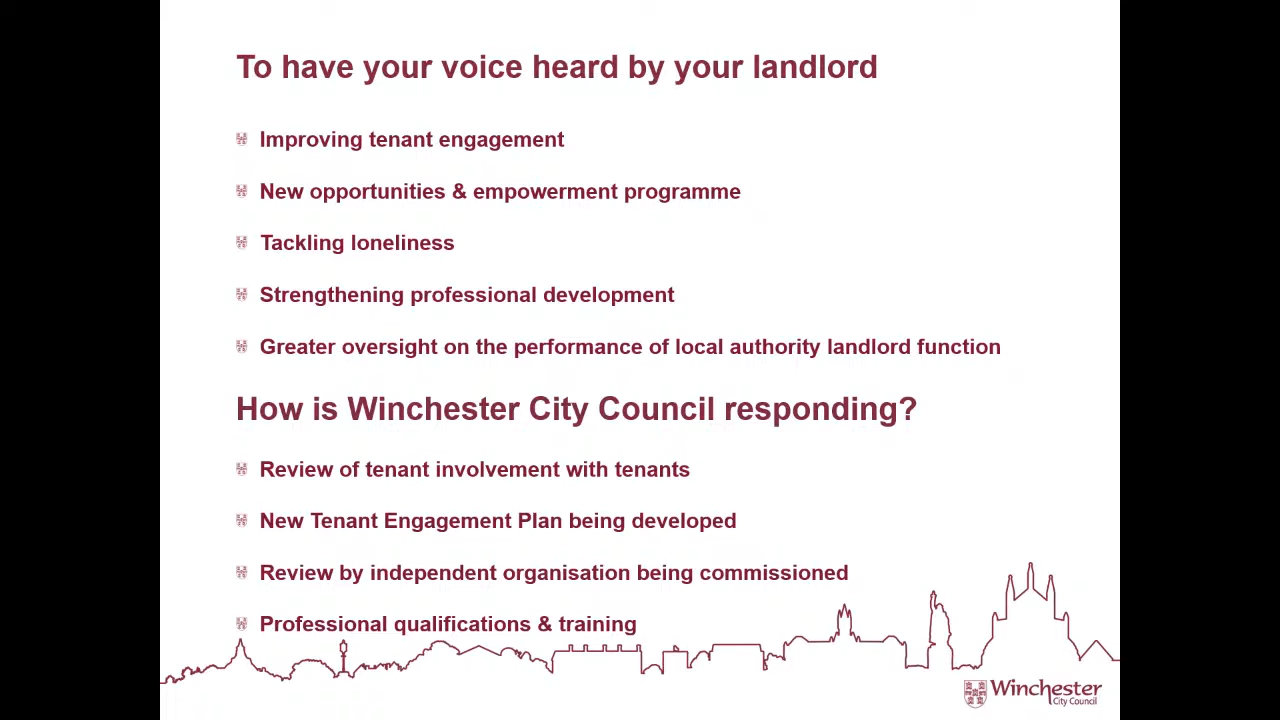 To have your voice heard by your landlord
Improving tenant engagement
New opportunities & empowerment programme
Tackling loneliness
Strengthening professional development
Greater oversight on the performance of local authority landlord function
How is Winchester City Council responding?
Review of tenant involvement with tenants
New Tenant Engagement Plan being developed
Review by independent organisation being commissioned
Professional qualifications & training
Winchester
City Council